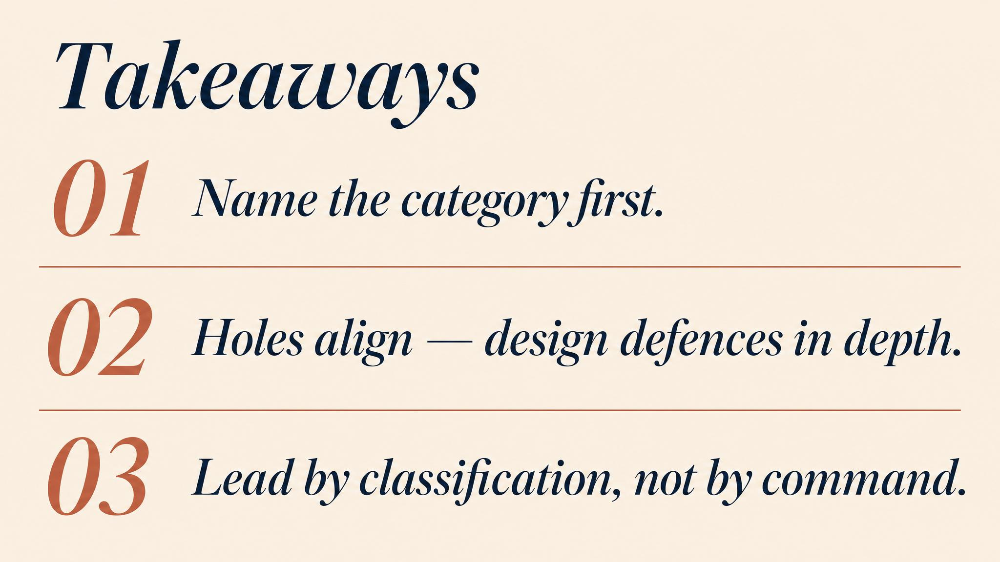 Takeaways
01 Name the category first.
02 Holes align — design defences in depth.
03 Lead by classification, not by command.